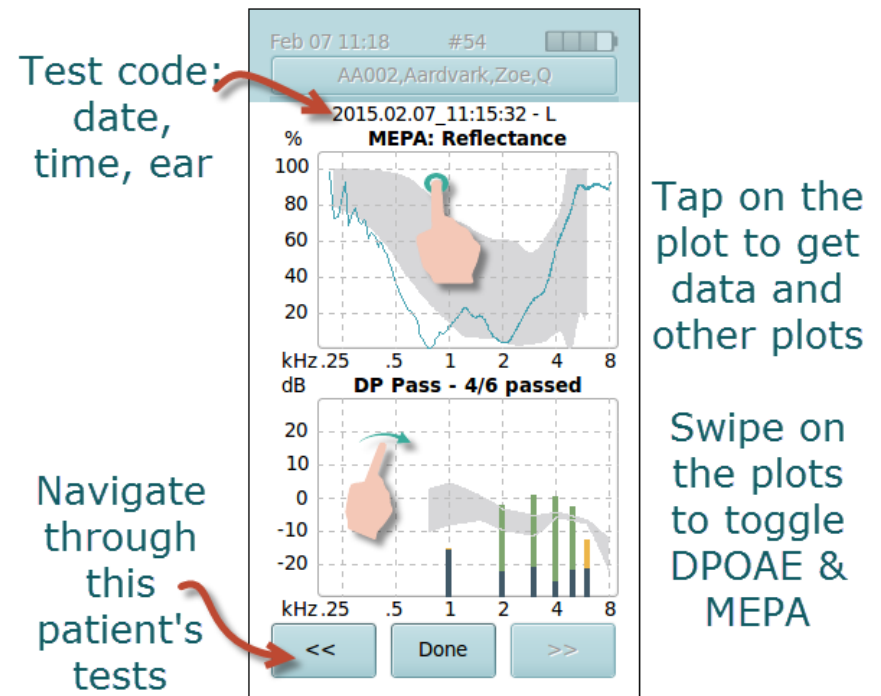 Test code:
date,
time, ear
Feb 07 11:18 #54
AA002,Aardvark,Zoe,Q
2015.02.07_11:15:32 - L
% MEPA: Reflectance
100
80
60
40
20
kHz .25 .5 1 2 4 8
dB DP Pass - 4/6 passed
20
10
0
-10
-20
kHz .25 .5 1 2 4 8
<< Done >>
Navigate
through
this
patient's
tests
Tap on the
plot to get
data and
other plots
Swipe on
the plots
to toggle
DPOAE &
MEPA